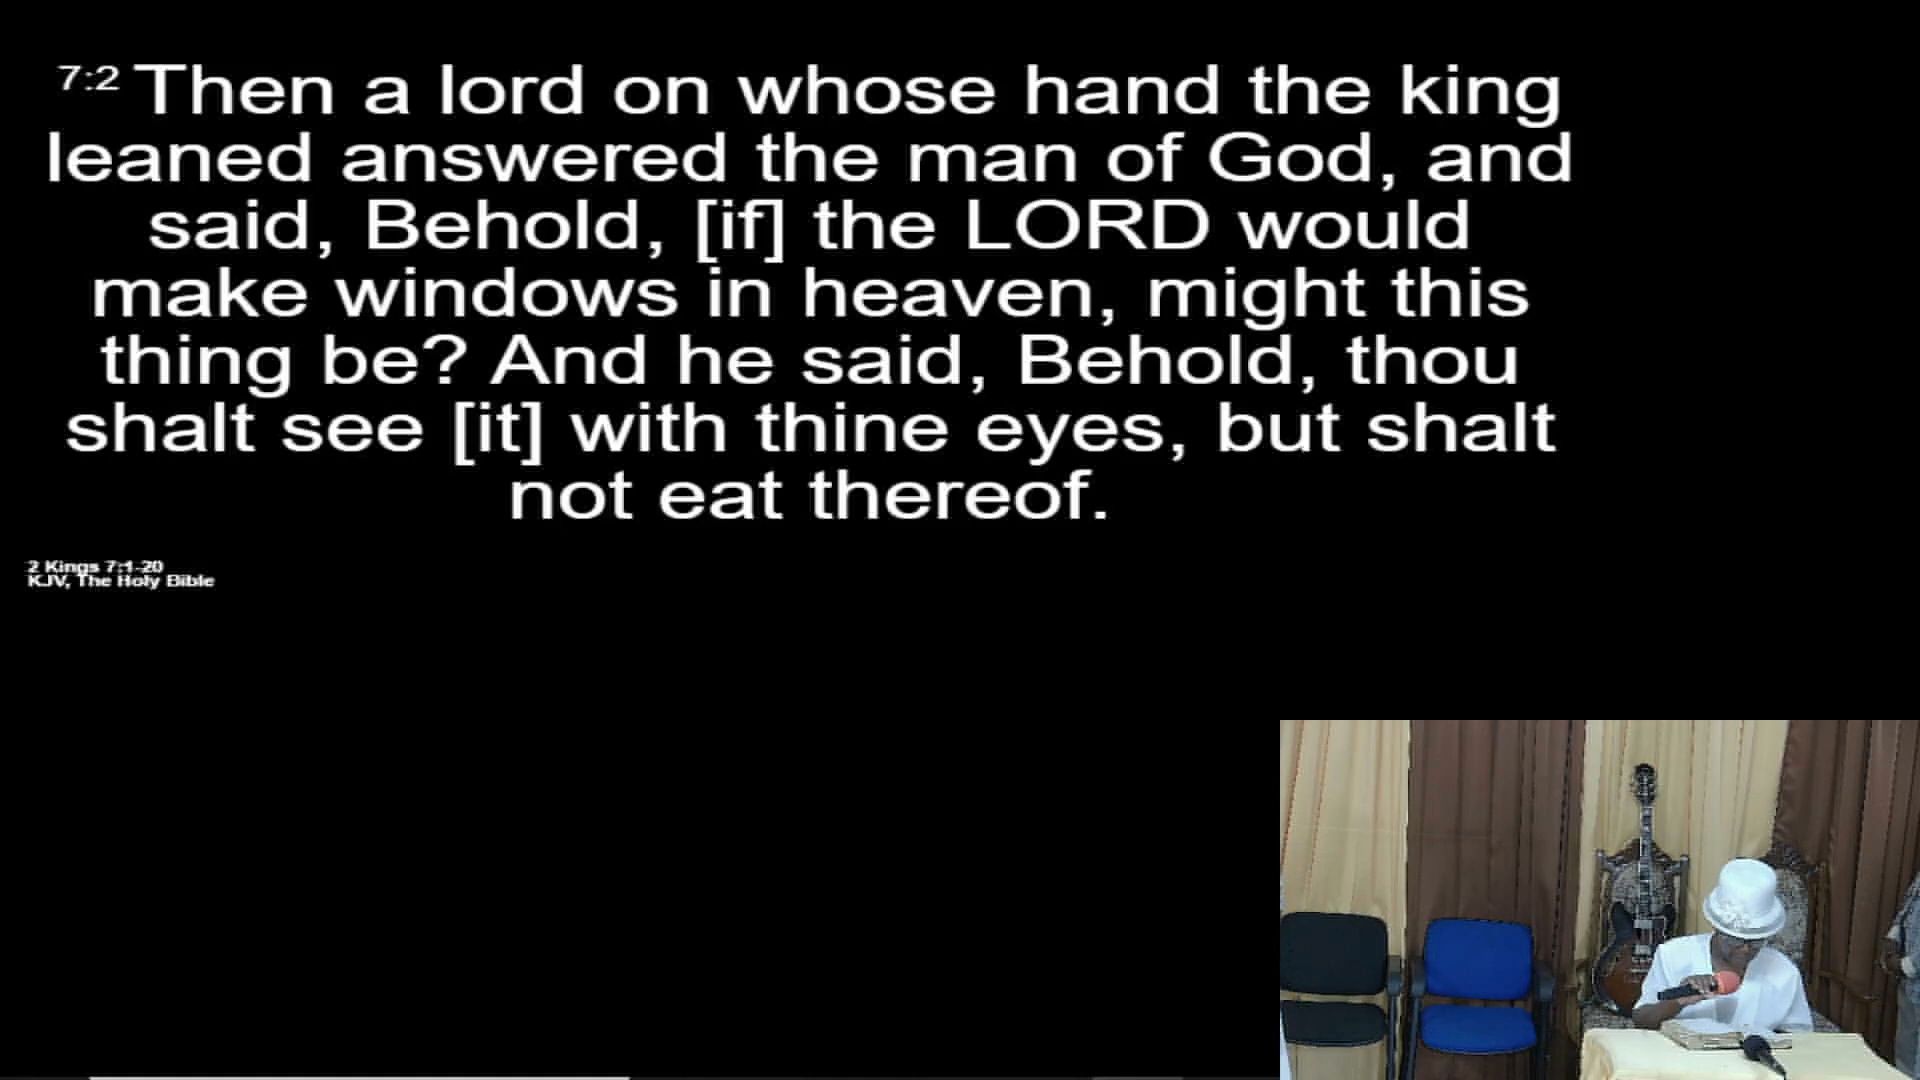 7:2 Then a lord on whose hand the king
leaned answered the man of God, and
said, Behold, [if] the LORD would
make windows in heaven, might this
thing be? And he said, Behold, thou
shalt see [it] with thine eyes, but shalt
not eat thereof.
2 Kings 7:1-20
KJV, The Holy Bible